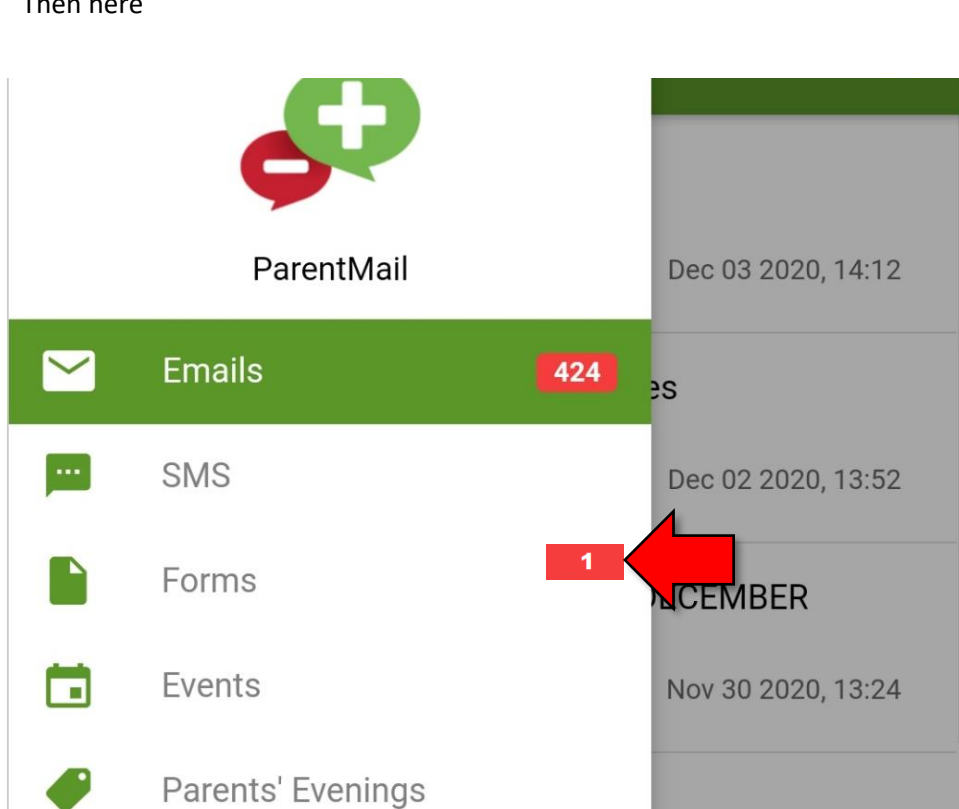 Then here
ParentMail
Dec 03 2020, 14:12
Emails 424
es
SMS
Dec 02 2020, 13:52
Forms 1
CEMBER
Events
Nov 30 2020, 13:24
Parents' Evenings